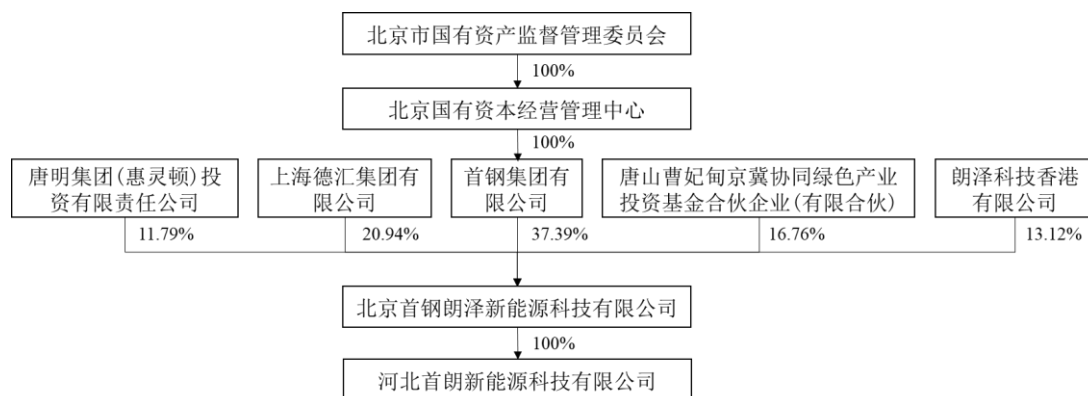 北京市国有资产监督管理委员会
100%
北京国有资本经营管理中心
100%
唐明集团(惠灵顿)投
资有限责任公司
上海德汇集团有
限公司
首钢集团有
限公司
唐山曹妃甸京冀协同绿色产业
投资基金合伙企业(有限合伙)
朗泽科技香港
有限公司
11.79%
20.94%
37.39%
16.76%
13.12%
北京首钢朗泽新能源科技有限公司
100%
河北首朗新能源科技有限公司